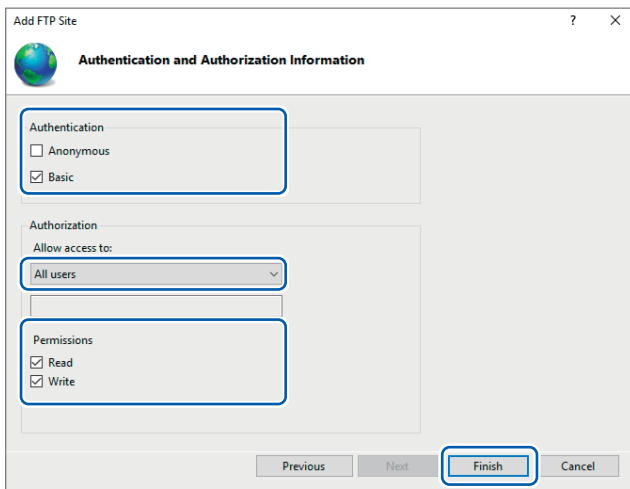 Add FTP Site ?
Authentication and Authorization Information
Authentication
Anonymous
Basic
Authorization
Allow access to:
All users
Permissions
Read
Write
Previous Next Finish Cancel